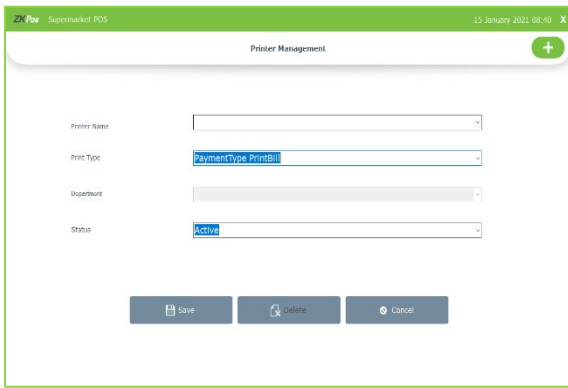 ZKPos Supermarket POS 15 January 2021 08:40 X
Printer Management
+
Printer Name
Print Type PaymentType PrintBill
Department
Status Active
Save Delete Cancel